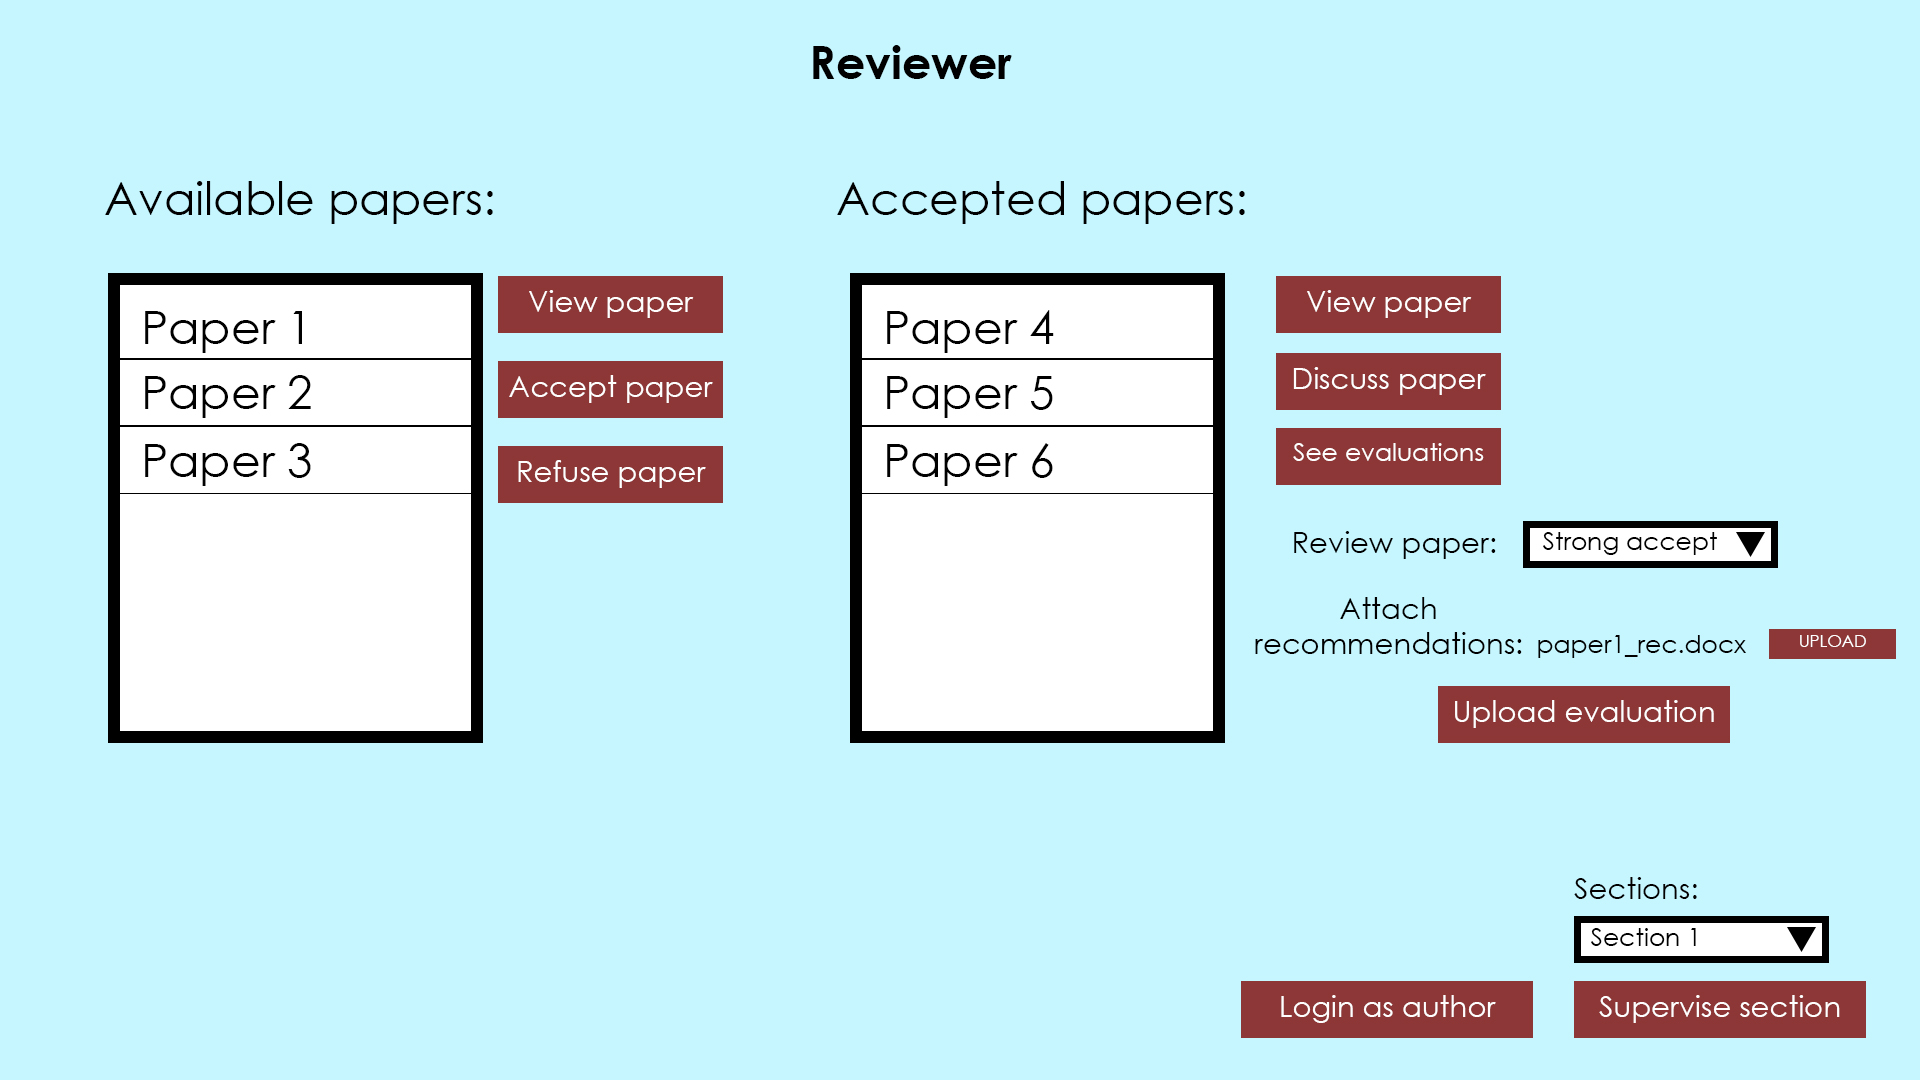 Reviewer
Available papers:
Paper 1
Paper 2
Paper 3
View paper
Accept paper
Refuse paper
Accepted papers:
Paper 4
Paper 5
Paper 6
View paper
Discuss paper
See evaluations
Review paper: Strong accept
Attach
recommendations: paper1_rec.docx UPLOAD
Upload evaluation
Sections:
Section 1
Login as author Supervise section